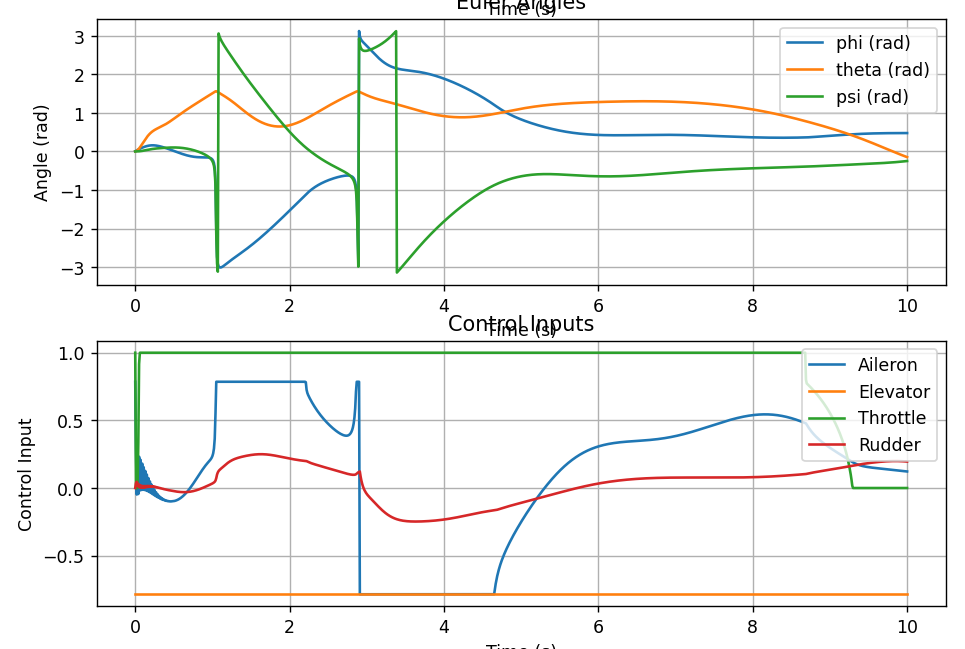 Euler Angles
Time (s)
3
2
1
0
−1
−2
−3
Angle (rad)
phi (rad)
theta (rad)
psi (rad)
0 2 4 6 8 10
Time (s)
Control Inputs
1.0
0.5
0.0
−0.5
Control Input
Aileron
Elevator
Throttle
Rudder
0 2 4 6 8 10
Time (s)